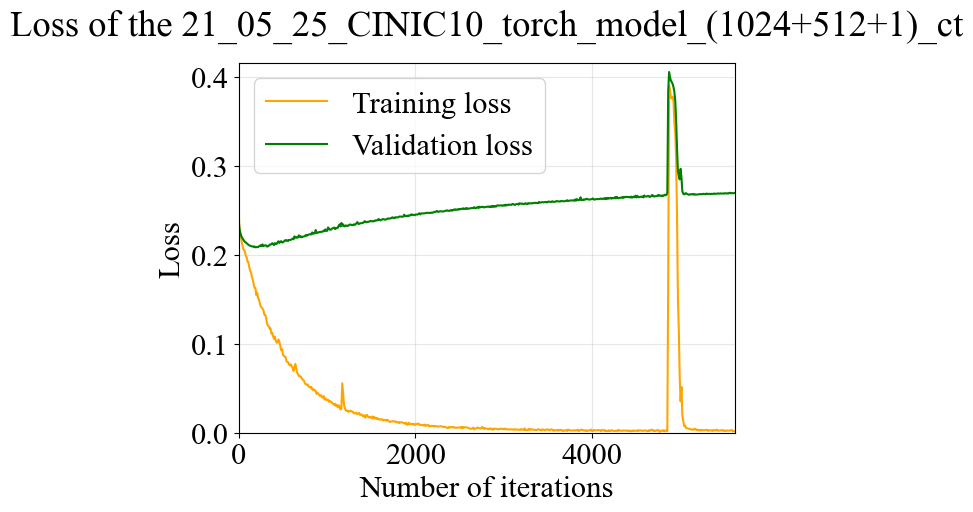 Loss of the 21_05_25_CINIC10_torch_model_(1024+512+1)_ct
0.4
0.3
0.2
0.1
0.0
Loss
Training loss
Validation loss
0 2000 4000
Number of iterations